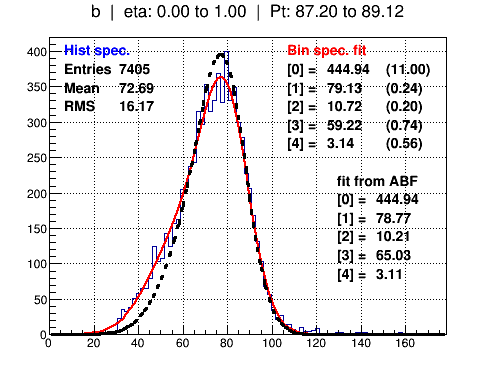 b | eta: 0.00 to 1.00 | Pt: 87.20 to 89.12
Hist spec.
Entries 7405
Mean 72.69
RMS 16.17
Bin spec. fit
[0] = 444.94 (11.00)
[1] = 79.13 (0.24)
[2] = 10.72 (0.20)
[3] = 59.22 (0.74)
[4] = 3.14 (0.56)
fit from ABF
[0] = 444.94
[1] = 78.77
[2] = 10.21
[3] = 65.03
[4] = 3.11
400
350
300
250
200
150
100
50
0
0 20 40 60 80 100 120 140 160